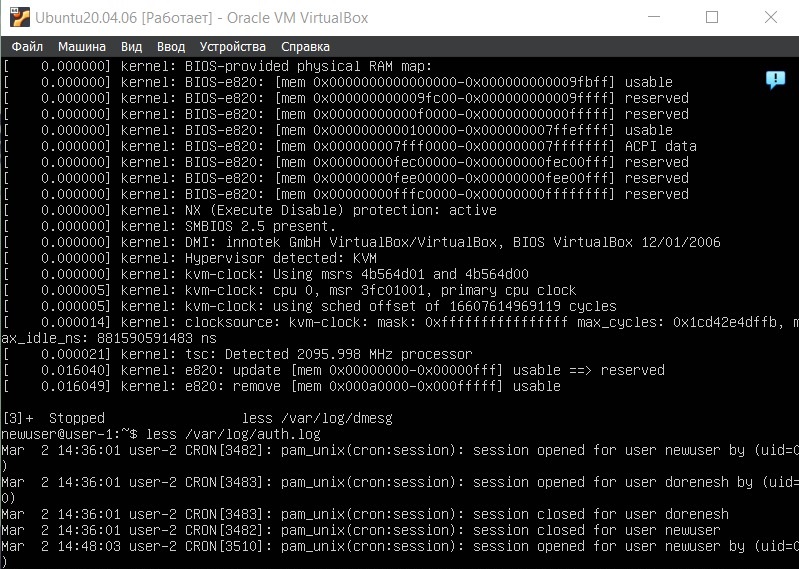 Ubuntu20.04.06 [Работает] - Oracle VM VirtualBox
Файл Машина Вид Ввод Устройства Справка
[    0.000000] kernel: BIOS-provided physical RAM map:
[    0.000000] kernel: BIOS-e820: [mem 0x0000000000000000-0x000000000009fbff] usable
[    0.000000] kernel: BIOS-e820: [mem 0x000000000009fc00-0x000000000009ffff] reserved
[    0.000000] kernel: BIOS-e820: [mem 0x00000000000f0000-0x00000000000fffff] reserved
[    0.000000] kernel: BIOS-e820: [mem 0x0000000000100000-0x000000007ffeffff] usable
[    0.000000] kernel: BIOS-e820: [mem 0x000000007fff0000-0x000000007fffffff] ACPI data
[    0.000000] kernel: BIOS-e820: [mem 0x00000000fec00000-0x00000000fec00fff] reserved
[    0.000000] kernel: BIOS-e820: [mem 0x00000000fee00000-0x00000000fee00fff] reserved
[    0.000000] kernel: BIOS-e820: [mem 0x00000000fffc0000-0x00000000ffffffff] reserved
[    0.000000] kernel: NX (Execute Disable) protection: active
[    0.000000] kernel: SMBIOS 2.5 present.
[    0.000000] kernel: DMI: innotek GmbH VirtualBox/VirtualBox, BIOS VirtualBox 12/01/2006
[    0.000000] kernel: Hypervisor detected: KVM
[    0.000000] kernel: kvm-clock: Using msrs 4b564d01 and 4b564d00
[    0.000005] kernel: kvm-clock: cpu 0, msr 3fc01001, primary cpu clock
[    0.000005] kernel: kvm-clock: using sched offset of 16607614969119 cycles
[    0.000014] kernel: clocksource: kvm-clock: mask: 0xffffffffffffffff max_cycles: 0x1cd42e4dffb, m
ax_idle_ns: 881590591483 ns
[    0.000021] kernel: tsc: Detected 2095.998 MHz processor
[    0.016040] kernel: e820: update [mem 0x00000000-0x00000fff] usable ==> reserved
[    0.016049] kernel: e820: remove [mem 0x000a0000-0x000fffff] usable
[3]+  Stopped                 less /var/log/dmesg
newuser@user-1:~$ less /var/log/auth.log
Mar  2 14:36:01 user-2 CRON[3482]: pam_unix(cron:session): session opened for user newuser by (uid=0
)
Mar  2 14:36:01 user-2 CRON[3483]: pam_unix(cron:session): session opened for user dorenesh by (uid=
0)
Mar  2 14:36:01 user-2 CRON[3483]: pam_unix(cron:session): session closed for user dorenesh
Mar  2 14:36:01 user-2 CRON[3482]: pam_unix(cron:session): session closed for user newuser
Mar  2 14:48:03 user-2 CRON[3510]: pam_unix(cron:session): session opened for user newuser by (uid=0
)